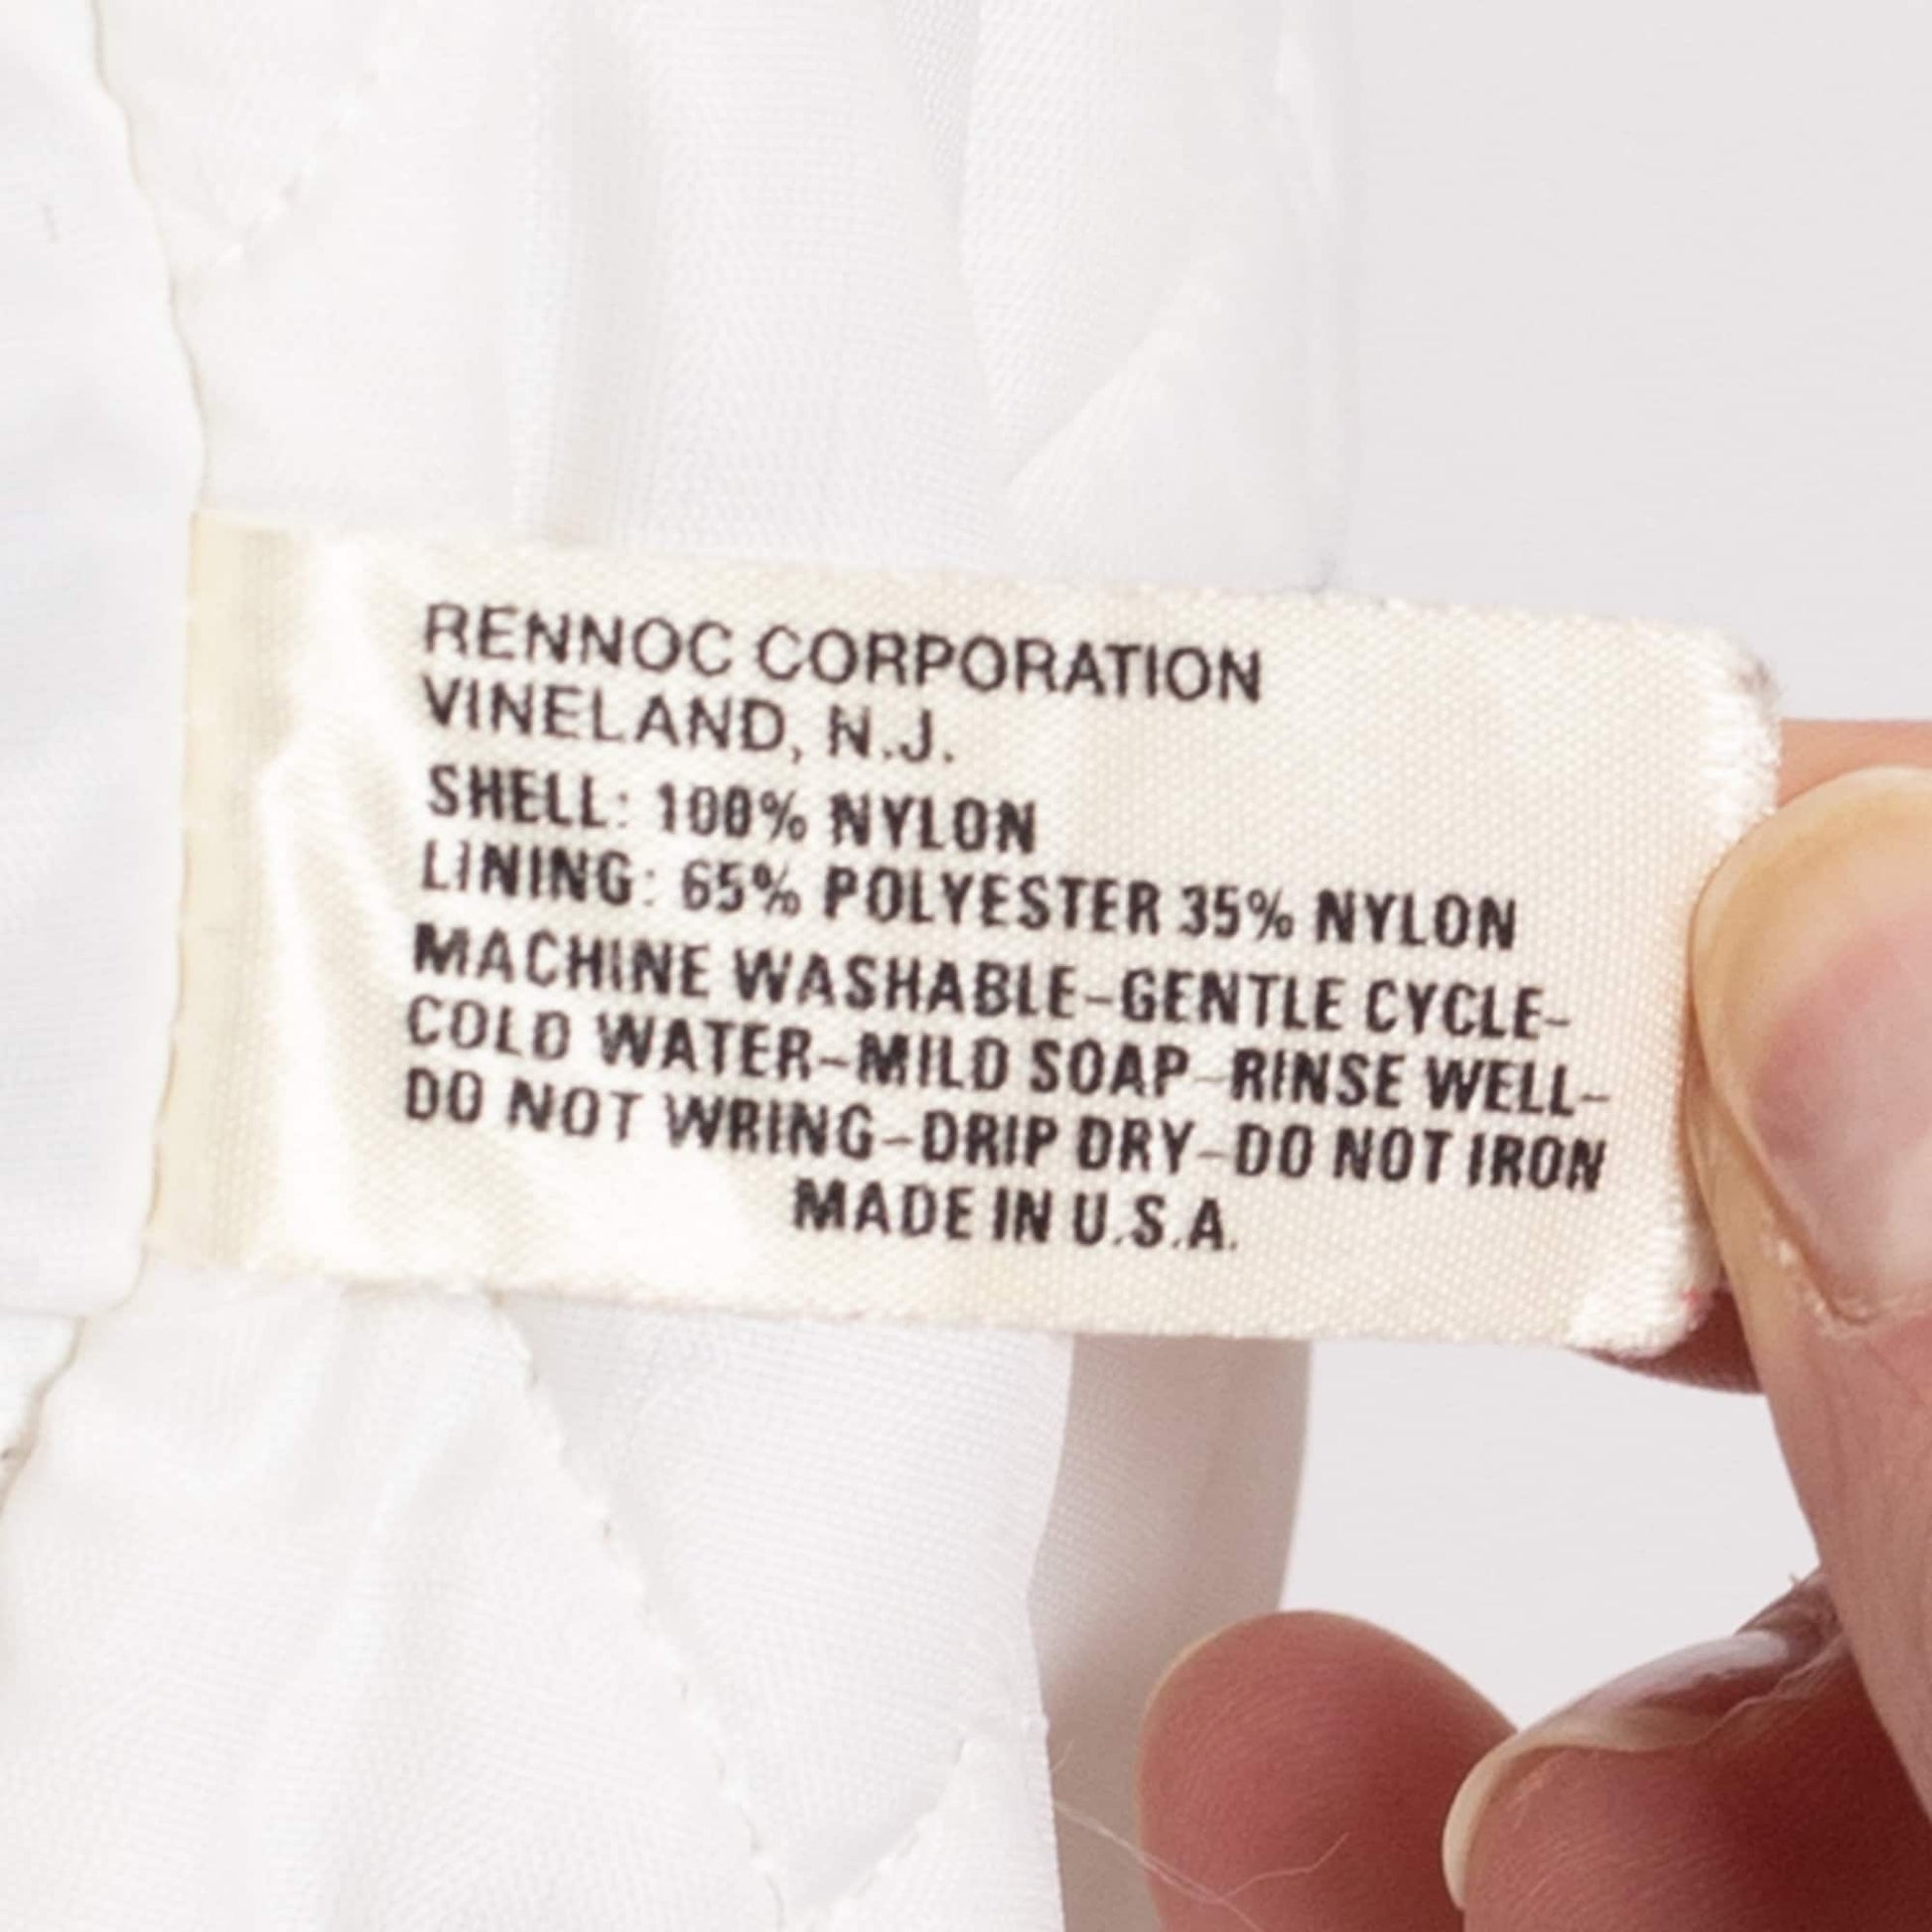 RENNOC CORPORATION
VINELAND, N.J.
SHELL: 100% NYLON
LINING: 65% POLYESTER 35% NYLON
MACHINE WASHABLE-GENTLE CYCLE-
COLD WATER-MILD SOAP-RINSE WELL-
DO NOT WRING-DRIP DRY-DO NOT IRON
MADE IN U.S.A.